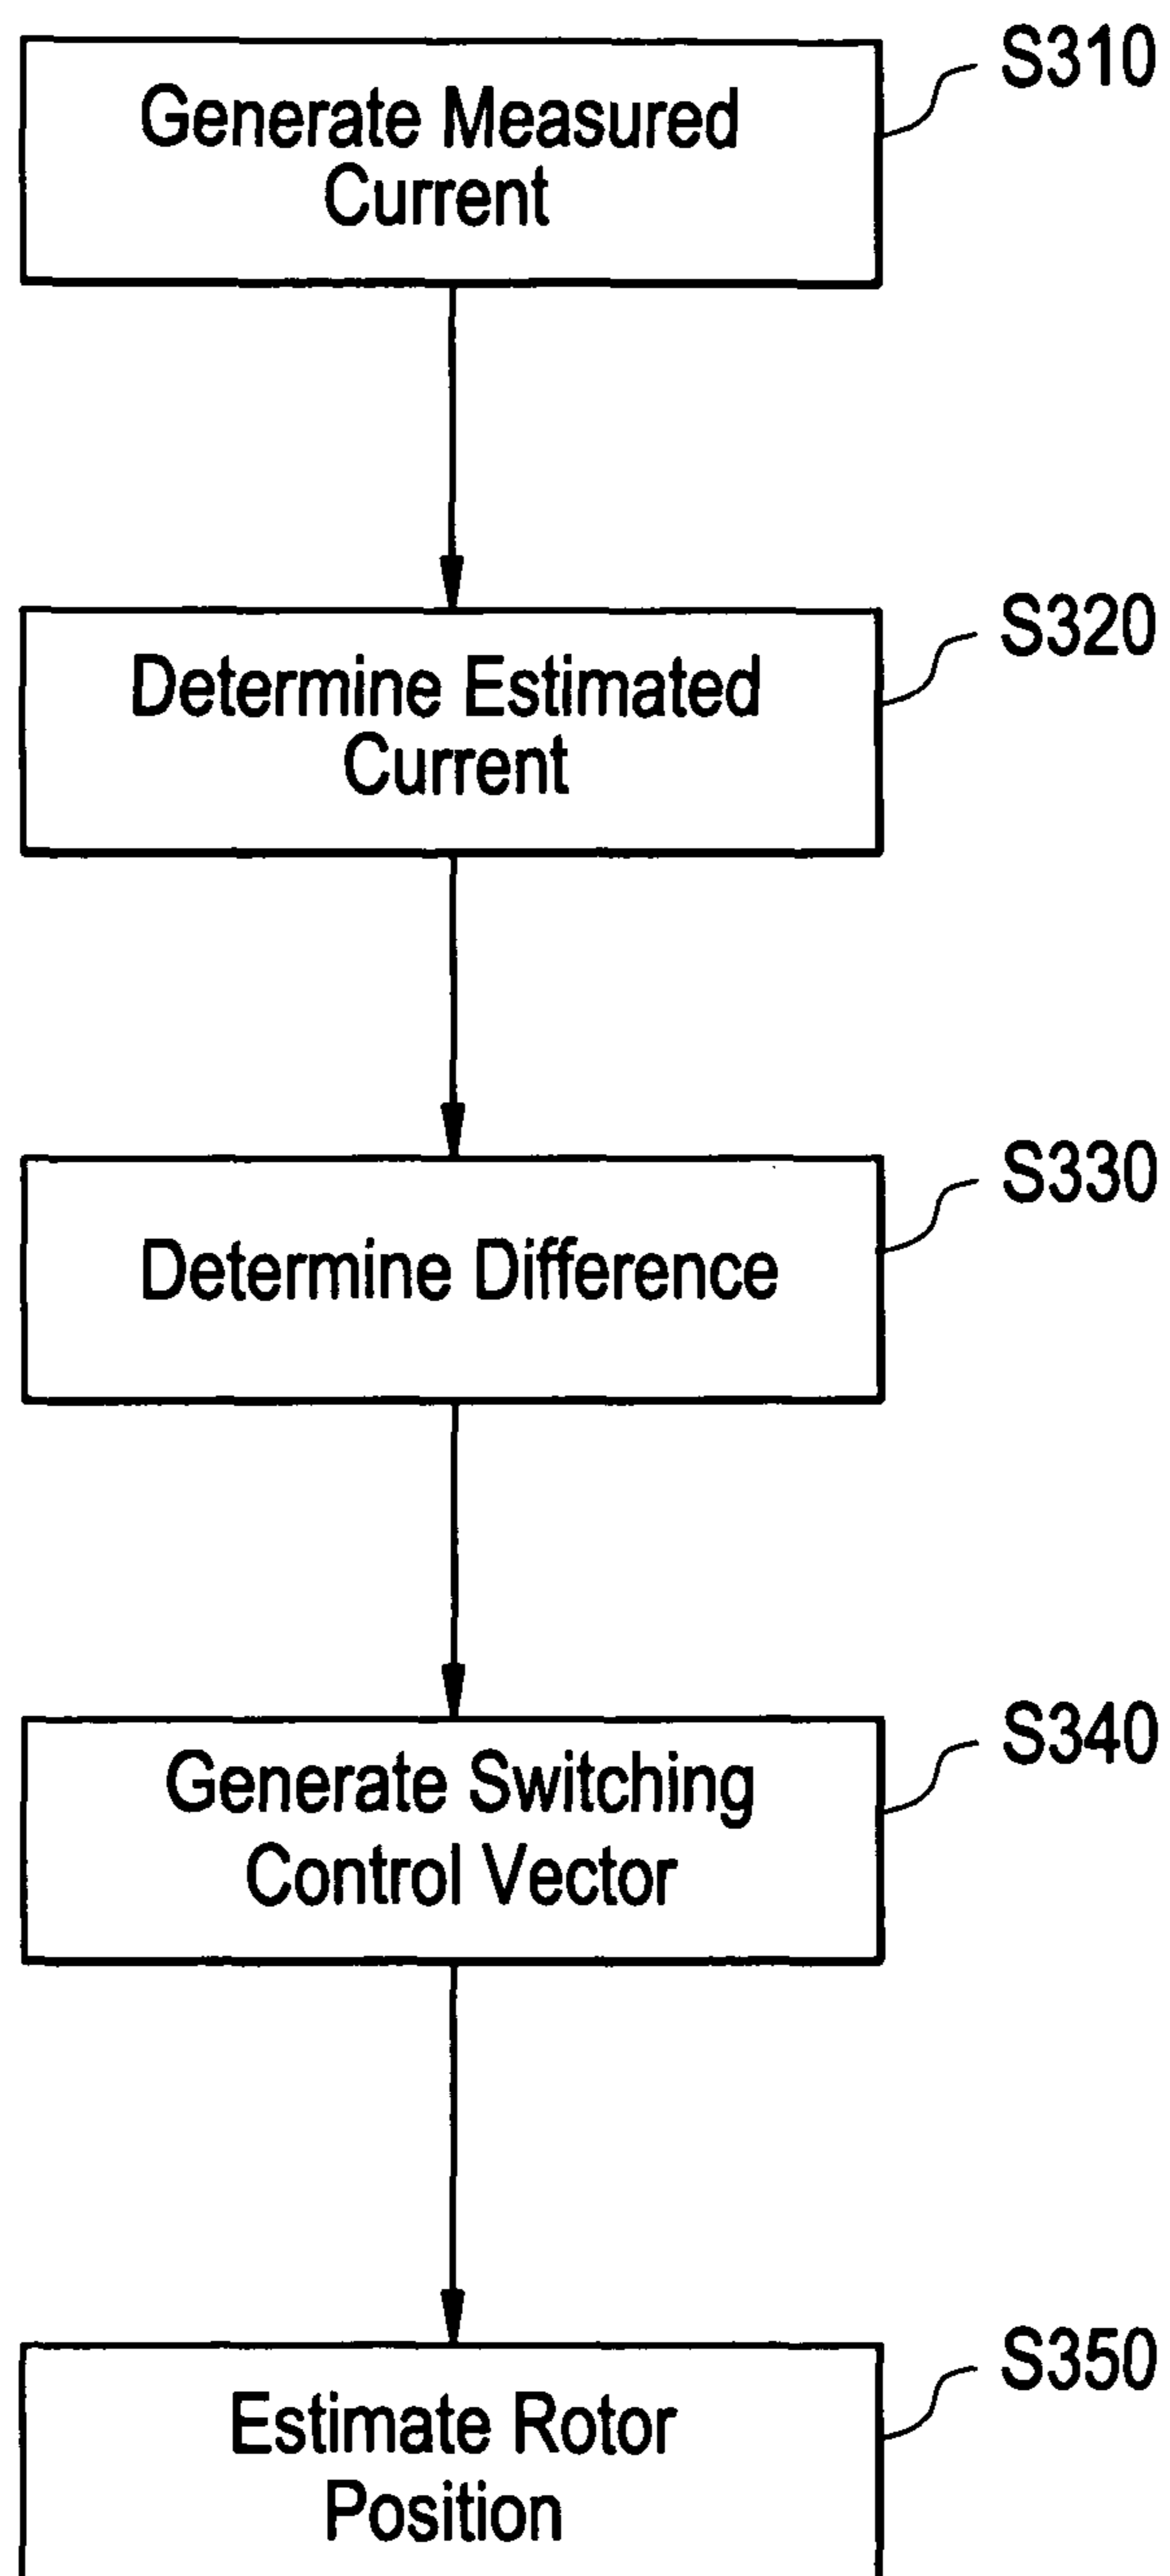 S310
Generate Measured
Current
S320
Determine Estimated
Current
S330
Determine Difference
S340
Generate Switching
Control Vector
S350
Estimate Rotor
Position